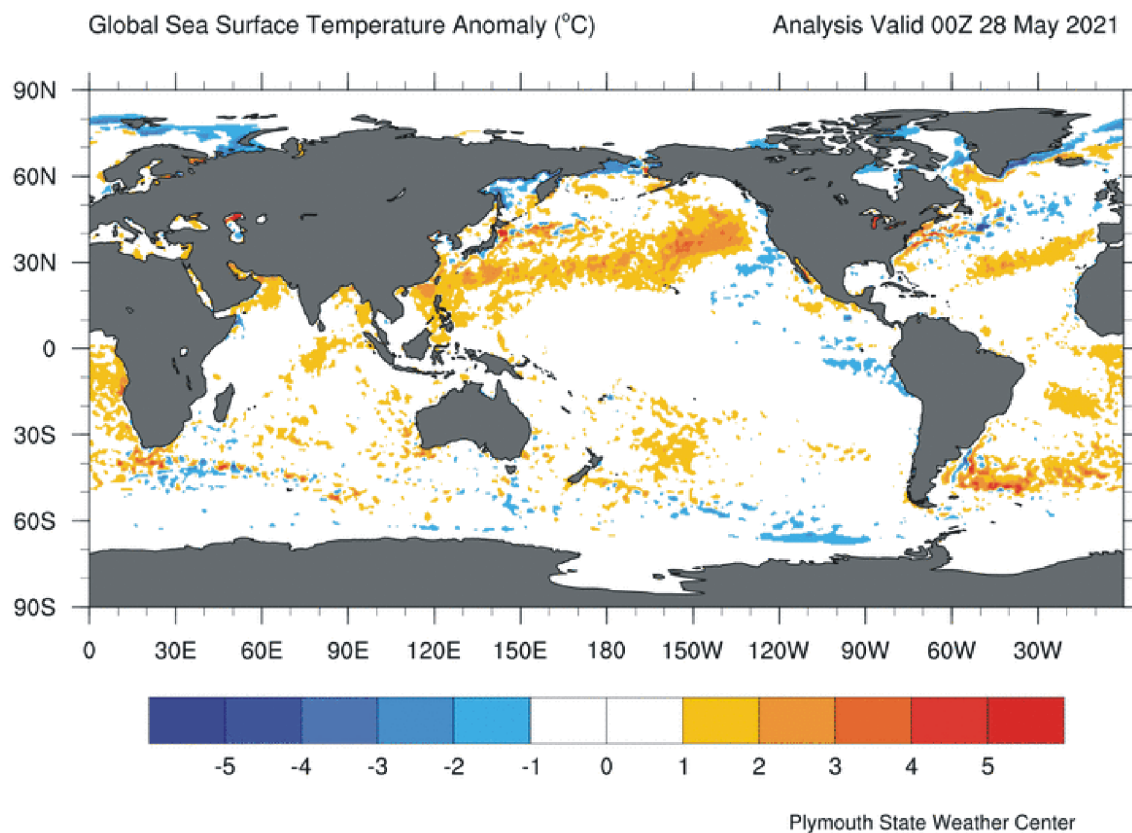 Global Sea Surface Temperature Anomaly (°C) Analysis Valid 00Z 28 May 2021
90N
60N
30N
0
30S
60S
90S
0 30E 60E 90E 120E 150E 180 150W 120W 90W 60W 30W
-5 -4 -3 -2 -1 0 1 2 3 4 5
Plymouth State Weather Center